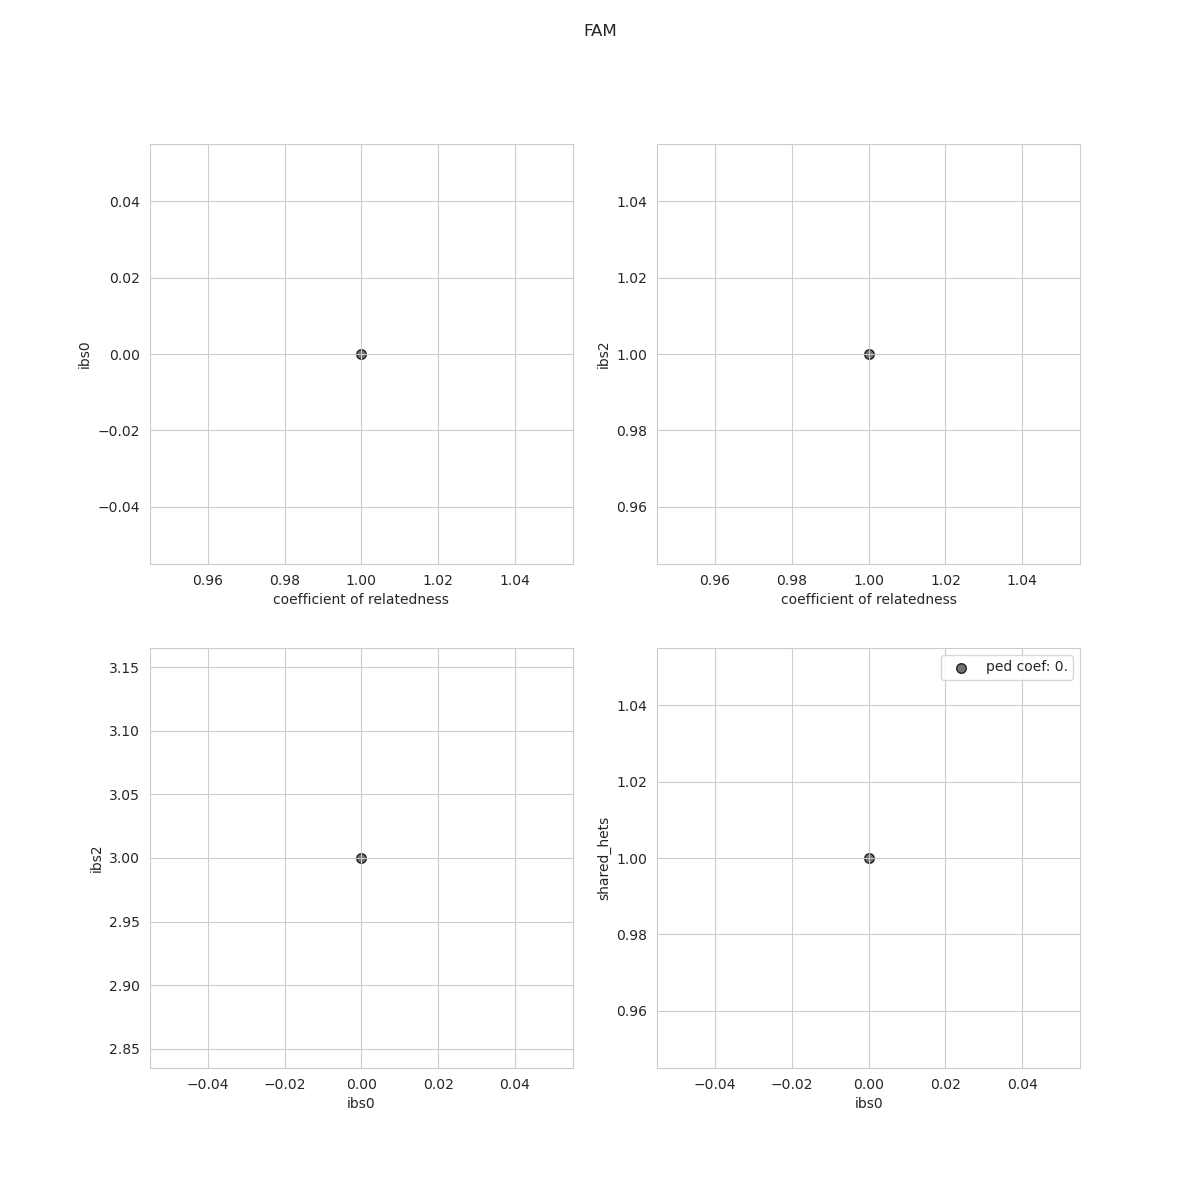 FAM
0.04
0.02
ibs0
0.00
−0.02
−0.04
0.96 0.98 1.00 1.02 1.04
coefficient of relatedness
1.04
1.02
ibs2
1.00
0.98
0.96
0.96 0.98 1.00 1.02 1.04
coefficient of relatedness
3.15
3.10
3.05
ibs2
3.00
2.95
2.90
2.85
−0.04 −0.02 0.00 0.02 0.04
ibs0
ped coef: 0.
1.04
1.02
shared_hets
1.00
0.98
0.96
−0.04 −0.02 0.00 0.02 0.04
ibs0